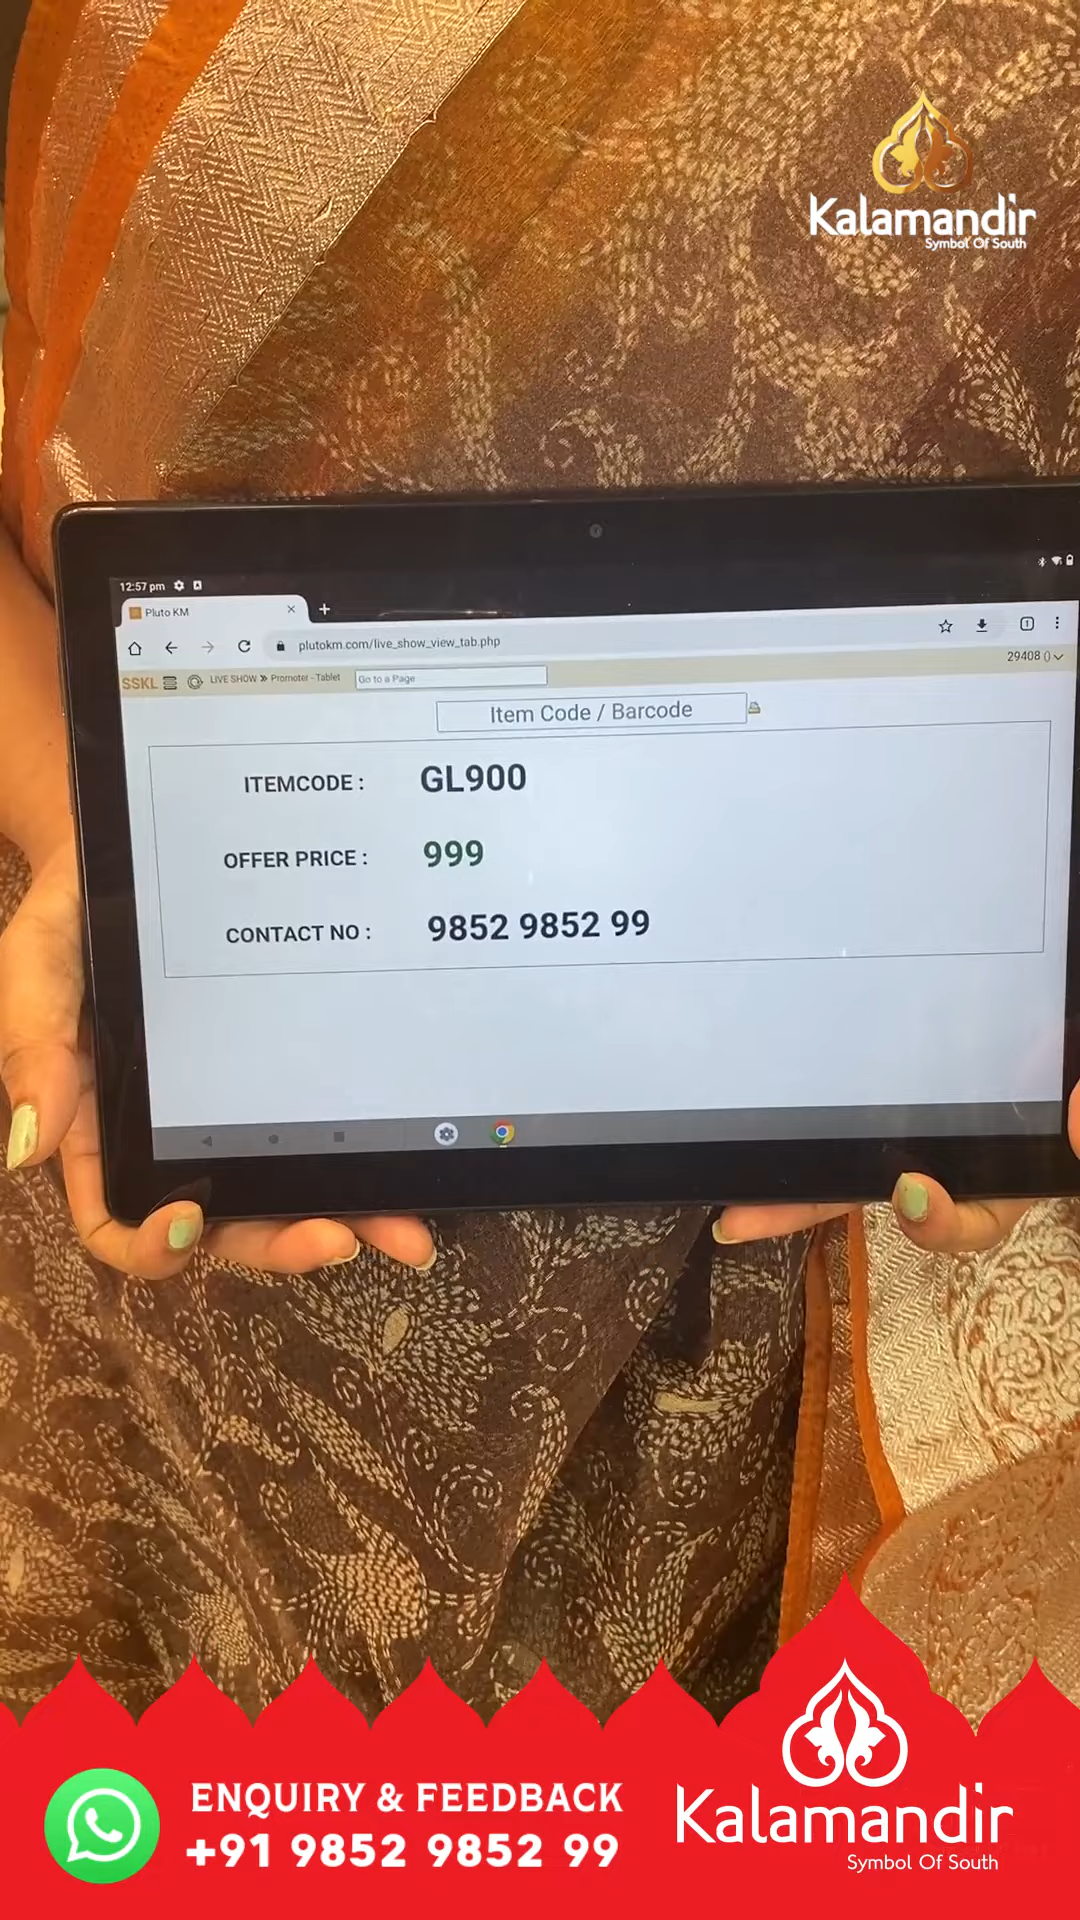 Kalamandir
Symbol Of South
12:57 pm
Pluto KM
plutokm.com/live_show_view_tab.php
29408 ()
SSKL
LIVE SHOW » Promoter - Tablet
Go to a Page
Item Code / Barcode
ITEMCODE : GL900
OFFER PRICE : 999
CONTACT NO : 9852 9852 99
ENQUIRY & FEEDBACK
+91 9852 9852 99
Kalamandir
Symbol Of South